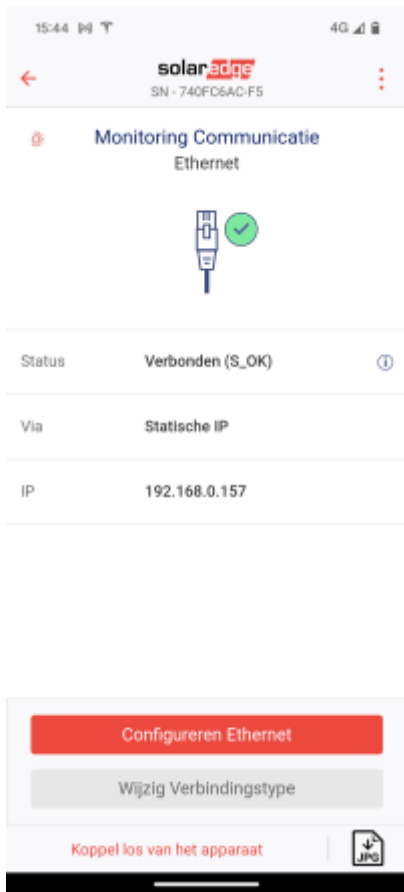 15:44
4G
solaredge
SN - 740FC6AC-F5
Monitoring Communicatie
Ethernet
Status Verbonden (S_OK)
Via Statische IP
IP 192.168.0.157
Configureren Ethernet
Wijzig Verbindingstype
Koppel los van het apparaat
JPG